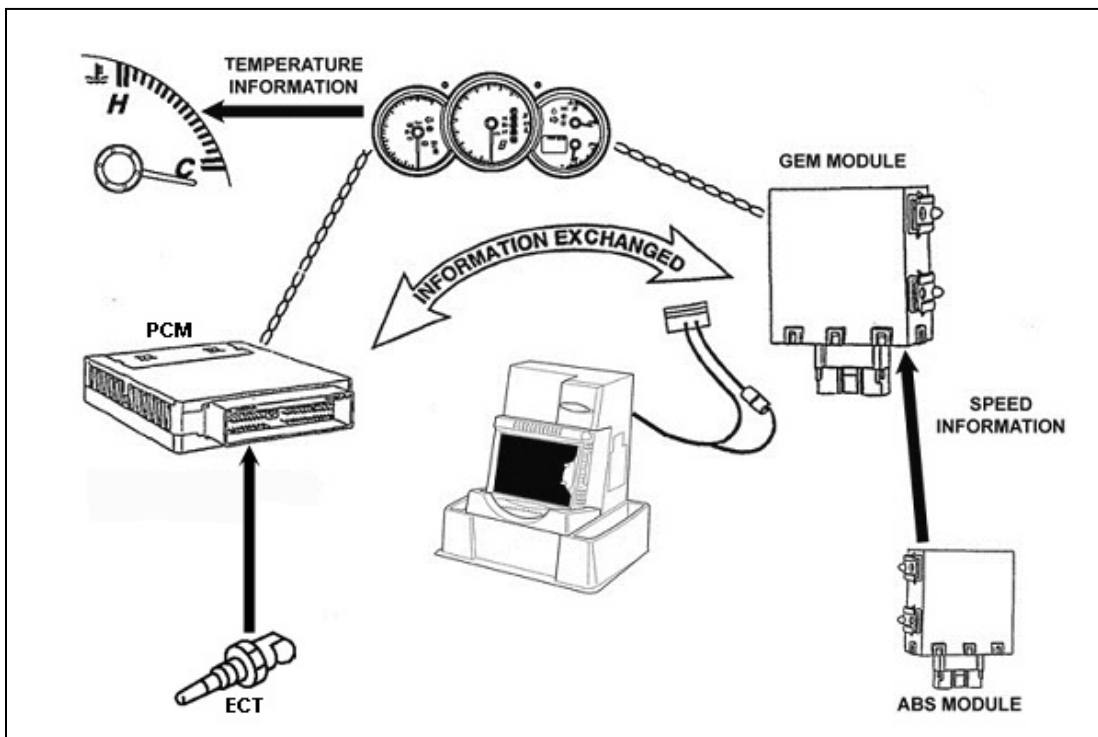 TEMPERATURE
INFORMATION
H
C
GEM MODULE
INFORMATION EXCHANGED
PCM
SPEED
INFORMATION
ECT
ABS MODULE